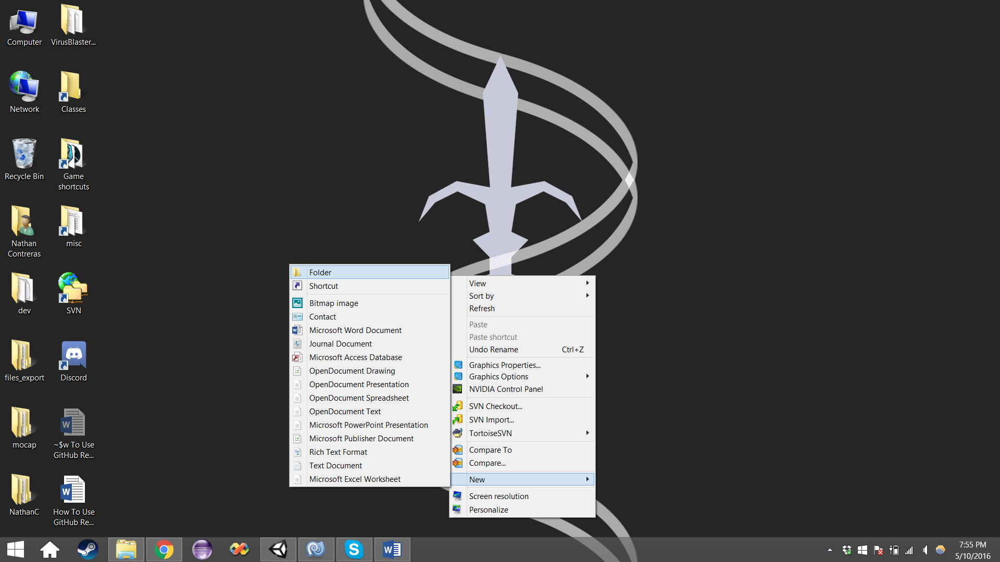 Computer
VirusBlaster...
Network
Classes
Recycle Bin
Game
shortcuts
Nathan
Contreras
misc
dev
SVN
files_export
Discord
mocap
~$w To Use
GitHub Re...
NathanC
How To Use
GitHub Re...
Folder
Shortcut
Bitmap image
Contact
Microsoft Word Document
Journal Document
Microsoft Access Database
OpenDocument Drawing
OpenDocument Presentation
OpenDocument Spreadsheet
OpenDocument Text
Microsoft PowerPoint Presentation
Microsoft Publisher Document
Rich Text Format
Text Document
Microsoft Excel Worksheet
View
Sort by
Refresh
Paste
Paste shortcut
Undo Rename Ctrl+Z
Graphics Properties...
Graphics Options
NVIDIA Control Panel
SVN Checkout...
SVN Import...
TortoiseSVN
Compare To
Compare...
New
Screen resolution
Personalize
7:55 PM
5/10/2016